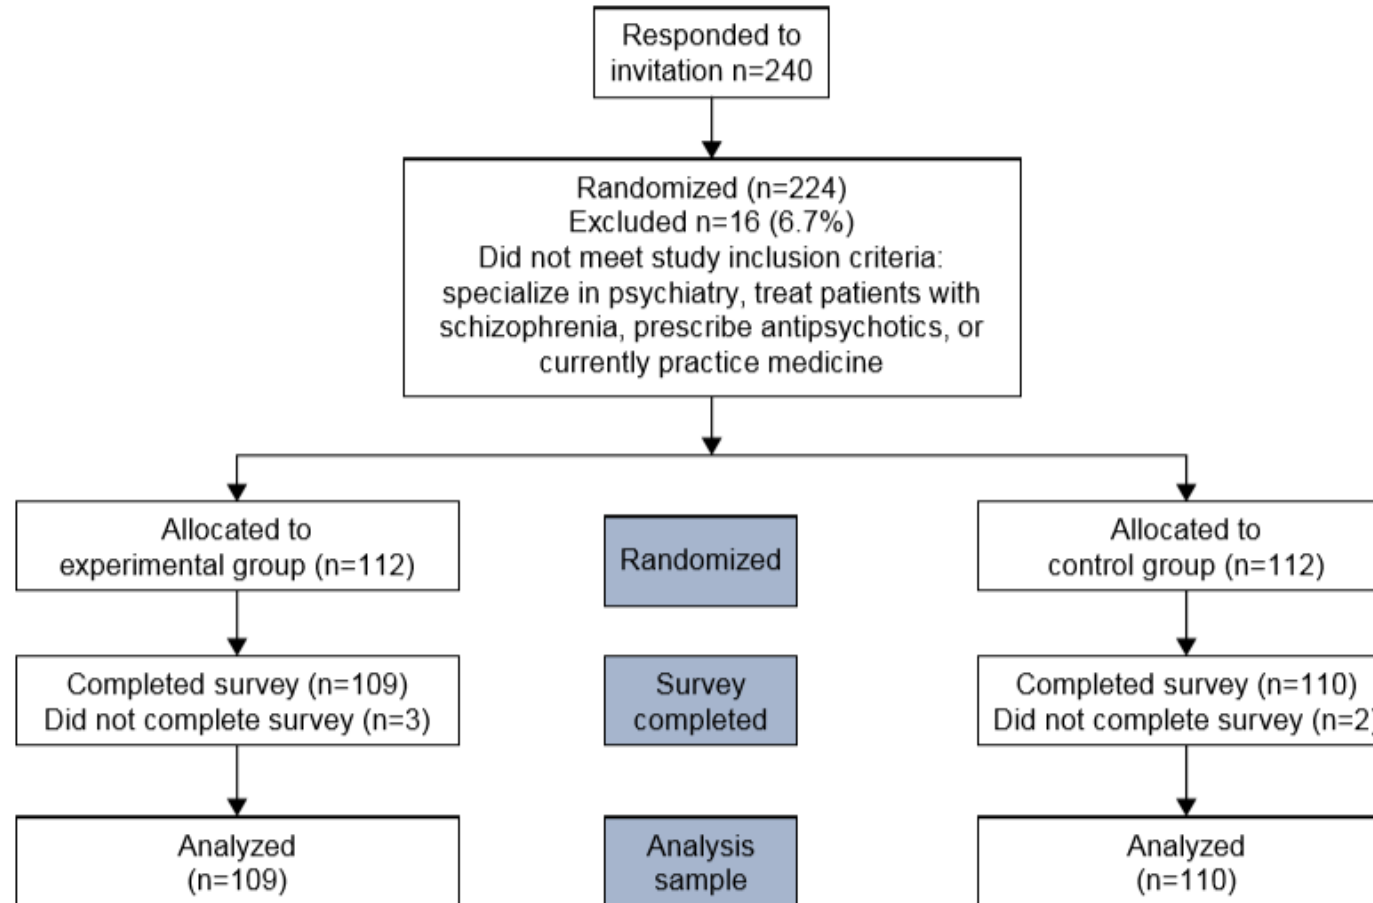 Responded to
invitation n=240
Randomized (n=224)
Excluded n=16 (6.7%)
Did not meet study inclusion criteria:
specialize in psychiatry, treat patients with
schizophrenia, prescribe antipsychotics, or
currently practice medicine
Allocated to
experimental group (n=112)
Randomized
Allocated to
control group (n=112)
Completed survey (n=109)
Did not complete survey (n=3)
Survey
completed
Completed survey (n=110)
Did not complete survey (n=2)
Analyzed
(n=109)
Analysis
sample
Analyzed
(n=110)